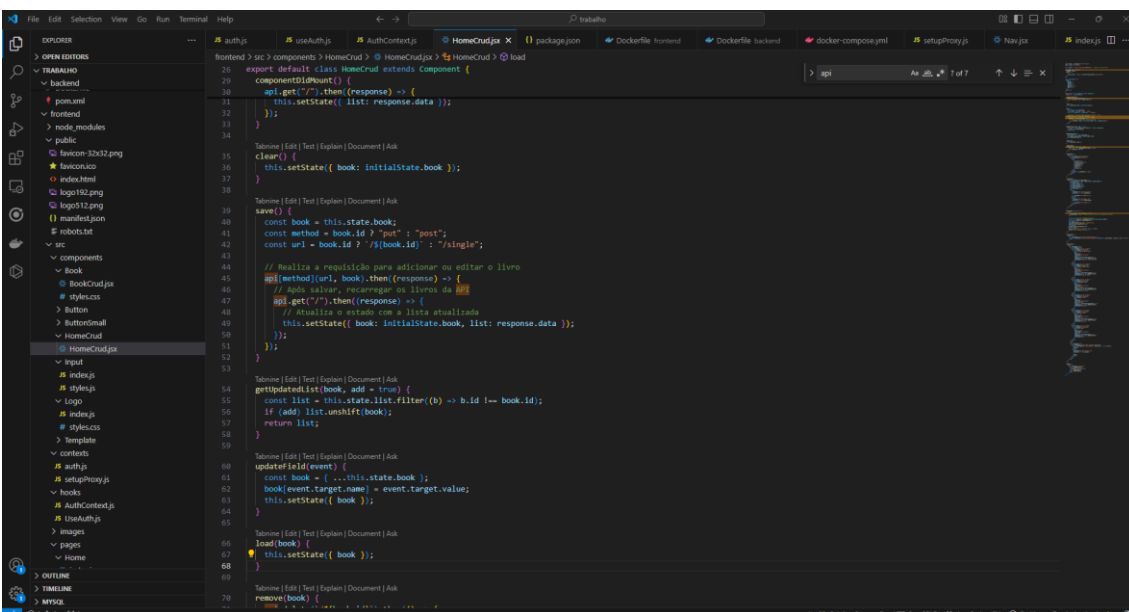 File Edit Selection View Go Run Terminal Help
trabalho
EXPLORER
OPEN EDITORS
TRABALHO
backend
pom.xml
frontend
node_modules
public
favicon-32x32.png
favicon.ico
index.html
logo192.png
logo512.png
manifest.json
robots.txt
src
components
Book
BookCrud.jsx
styles.css
Button
ButtonSmall
HomeCrud
HomeCrud.jsx
Input
index.js
styles.js
Logo
index.js
styles.css
Template
contexts
auth.js
setupProxy.js
hooks
AuthContext.js
UseAuth.js
images
pages
Home
OUTLINE
TIMELINE
MYSQL
JS auth.js JS useAuth.js JS AuthContext.js HomeCrud.jsx {} package.json Dockerfile frontend Dockerfile backend docker-compose.yml JS setupProxy.js Nav.jsx JS index.js
frontend > src > components > HomeCrud > HomeCrud.jsx > HomeCrud > load
api Aa ab .* 7 of 7
28 export default class HomeCrud extends Component {
29 componentDidMount() {
30 api.get("/").then((response) => {
31 this.setState({ list: response.data });
32 });
33 }
34
Tabnine | Edit | Test | Explain | Document | Ask
35 clear() {
36 this.setState({ book: initialState.book });
37 }
38
Tabnine | Edit | Test | Explain | Document | Ask
39 save() {
40 const book = this.state.book;
41 const method = book.id ? "put" : "post";
42 const url = book.id ? `/${book.id}` : "/single";
43
44 // Realiza a requisição para adicionar ou editar o livro
45 api[method](url, book).then((response) => {
46 // Após salvar, recarregar os livros da API
47 api.get("/").then((response) => {
48 // Atualiza o estado com a lista atualizada
49 this.setState({ book: initialState.book, list: response.data });
50 });
51 });
52 }
53
Tabnine | Edit | Test | Explain | Document | Ask
54 getUpdatedList(book, add = true) {
55 const list = this.state.list.filter((b) => b.id !== book.id);
56 if (add) list.unshift(book);
57 return list;
58 }
59
Tabnine | Edit | Test | Explain | Document | Ask
60 updateField(event) {
61 const book = { ...this.state.book };
62 book[event.target.name] = event.target.value;
63 this.setState({ book });
64 }
65
Tabnine | Edit | Test | Explain | Document | Ask
66 load(book) {
67 this.setState({ book });
68 }
69
Tabnine | Edit | Test | Explain | Document | Ask
70 remove(book) {